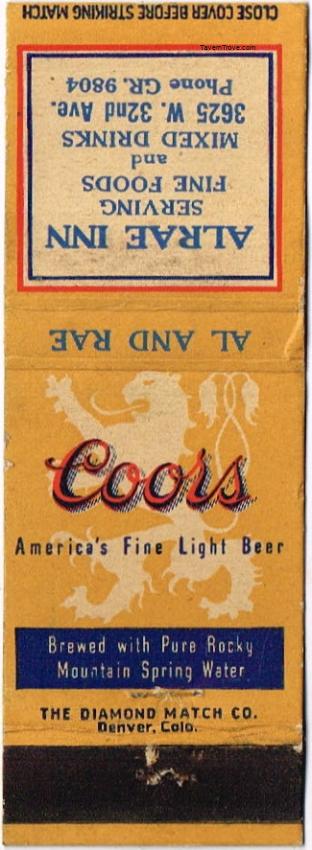 CLOSE COVER BEFORE STRIKING MATCH
TavernTrove.com
ALRAE INN
SERVING
FINE FOODS
and
MIXED DRINKS
3625 W. 32nd Ave.
Phone GR. 9804
AL AND RAE
Coors
America's Fine Light Beer
Brewed with Pure Rocky
Mountain Spring Water
THE DIAMOND MATCH CO.
Denver, Colo.